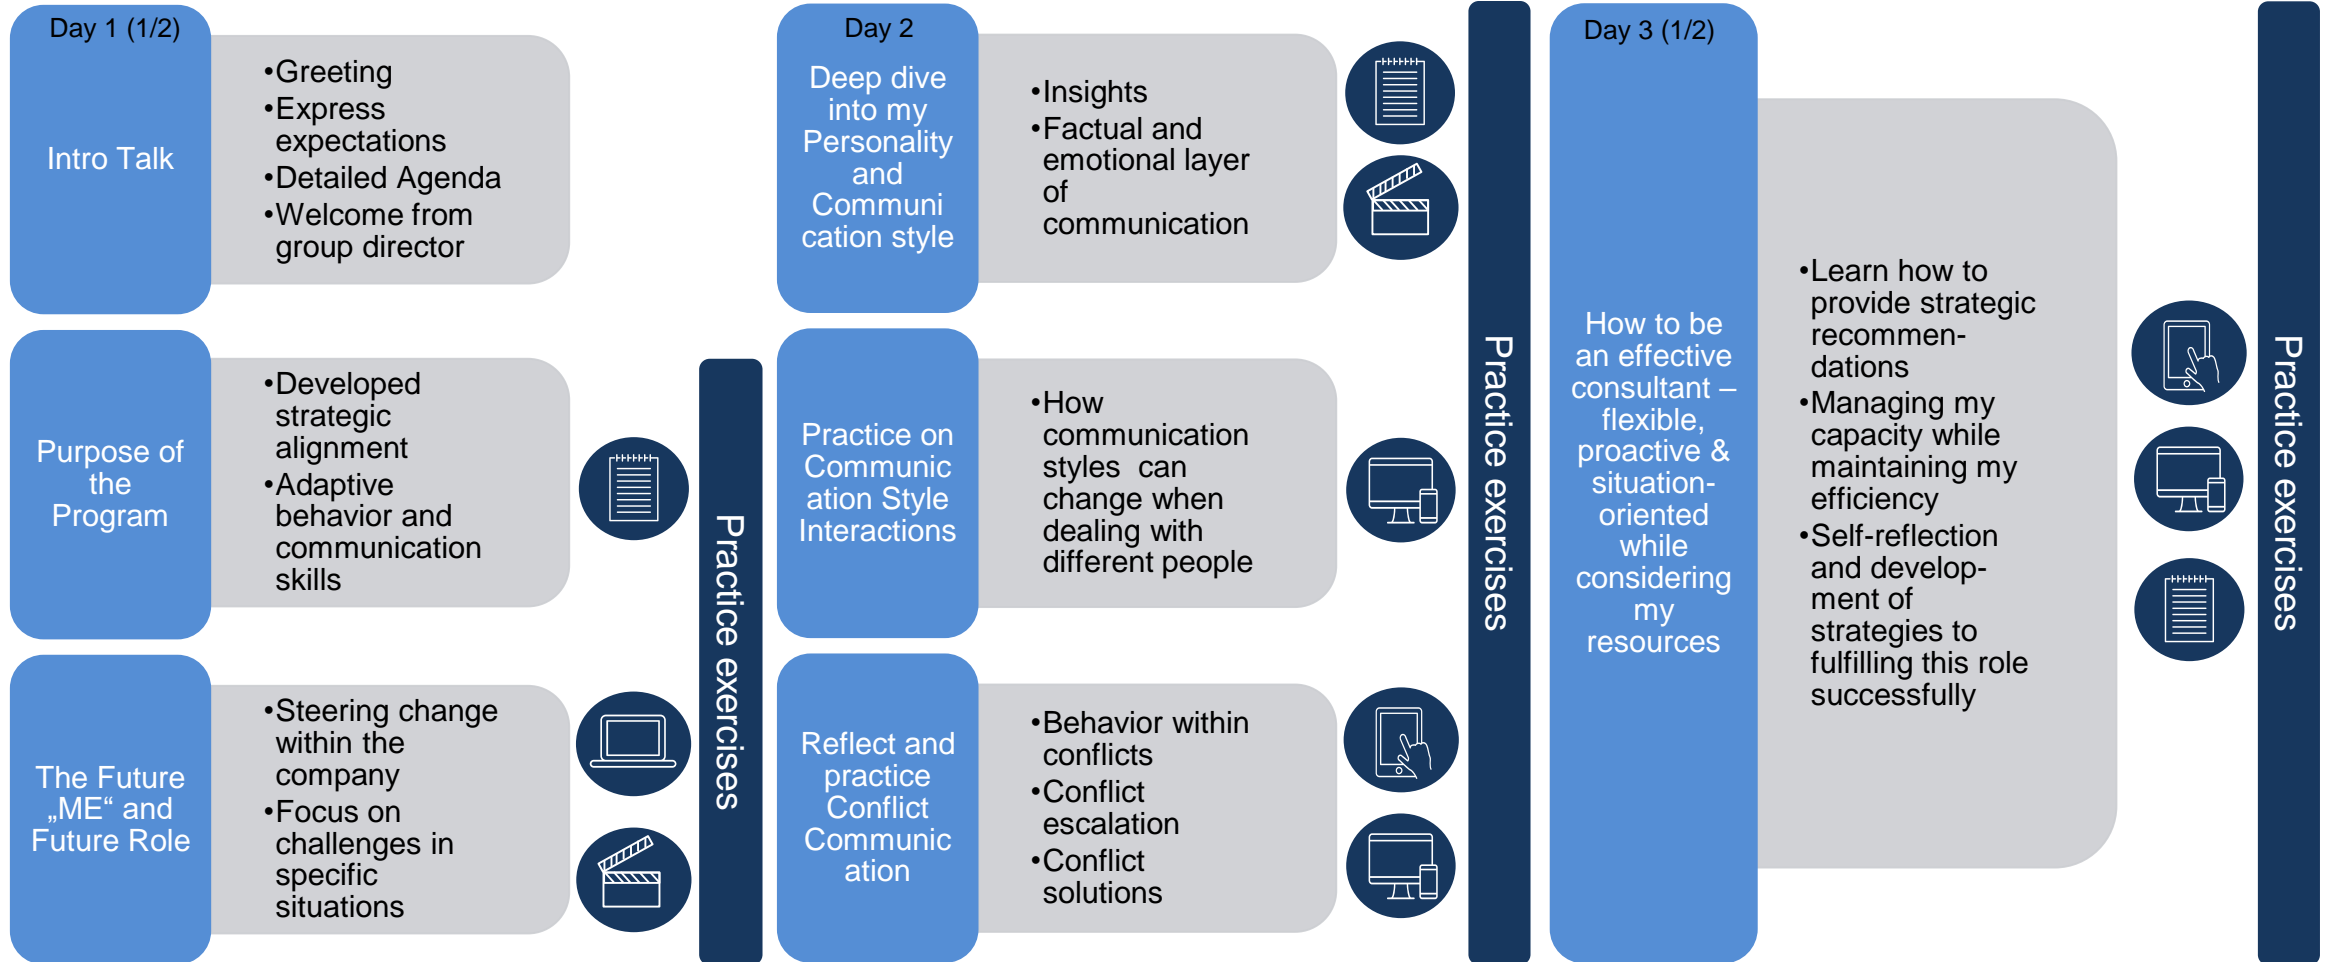 Day 1 (1/2)
Intro Talk
•Greeting
•Express
expectations
•Detailed Agenda
•Welcome from
group director
Purpose of
the
Program
•Developed
strategic
alignment
•Adaptive
behavior and
communication
skills
The Future
„ME“ and
Future Role
•Steering change
within the
company
•Focus on
challenges in
specific
situations
Practice exercises
Day 2
Deep dive
into my
Personality
and
Communi
cation style
•Insights
•Factual and
emotional layer
of
communication
Practice on
Communic
ation Style
Interactions
•How
communication
styles  can
change when
dealing with
different people
Reflect and
practice
Conflict
Communic
ation
•Behavior within
conflicts
•Conflict
escalation
•Conflict
solutions
Practice exercises
Day 3 (1/2)
How to be
an effective
consultant –
flexible,
proactive &
situation-
oriented
while
considering
my
resources
•Learn how to
provide strategic
recommen-
dations
•Managing my
capacity while
maintaining my
efficiency
•Self-reflection
and develop-
ment of
strategies to
fulfilling this role
successfully
Practice exercises